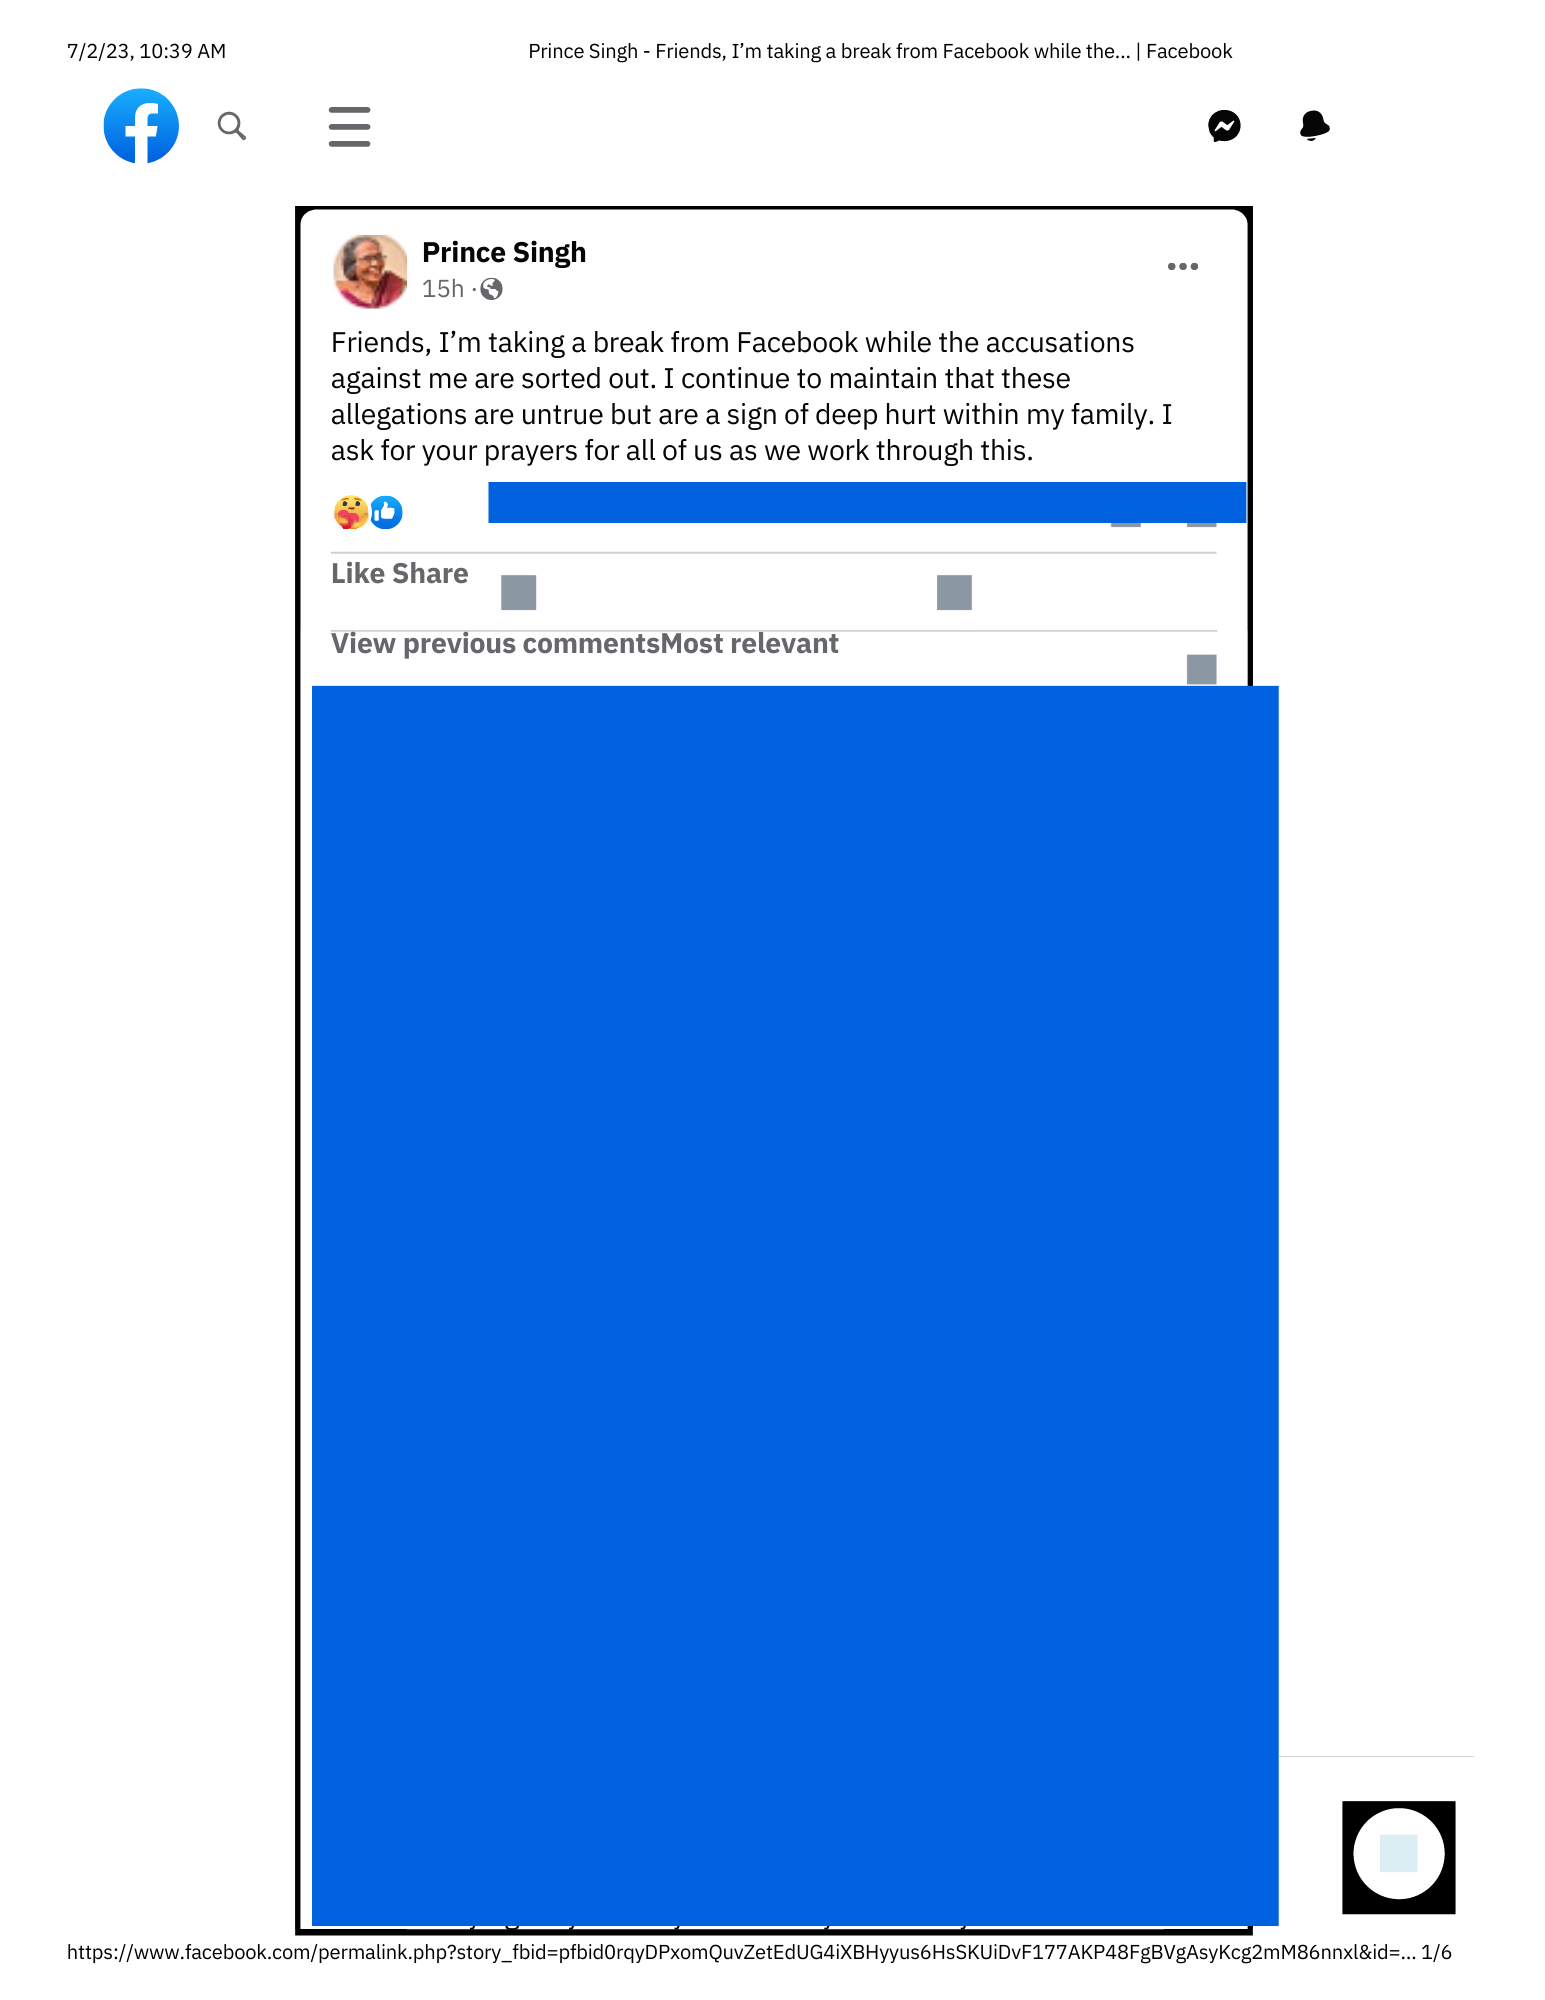 7/2/23, 10:39 AM
Prince Singh - Friends, I’m taking a break from Facebook while the… | Facebook
Prince Singh
15h ·
Friends, I’m taking a break from Facebook while the accusations
against me are sorted out. I continue to maintain that these
allegations are untrue but are a sign of deep hurt within my family. I
ask for your prayers for all of us as we work through this.
Like Share
View previous commentsMost relevant
https://www.facebook.com/permalink.php?story_fbid=pfbid0rqyDPxomQuvZetEdUG4iXBHyyus6HsSKUiDvF177AKP48FgBVgAsyKcg2mM86nnxl&id=… 1/6